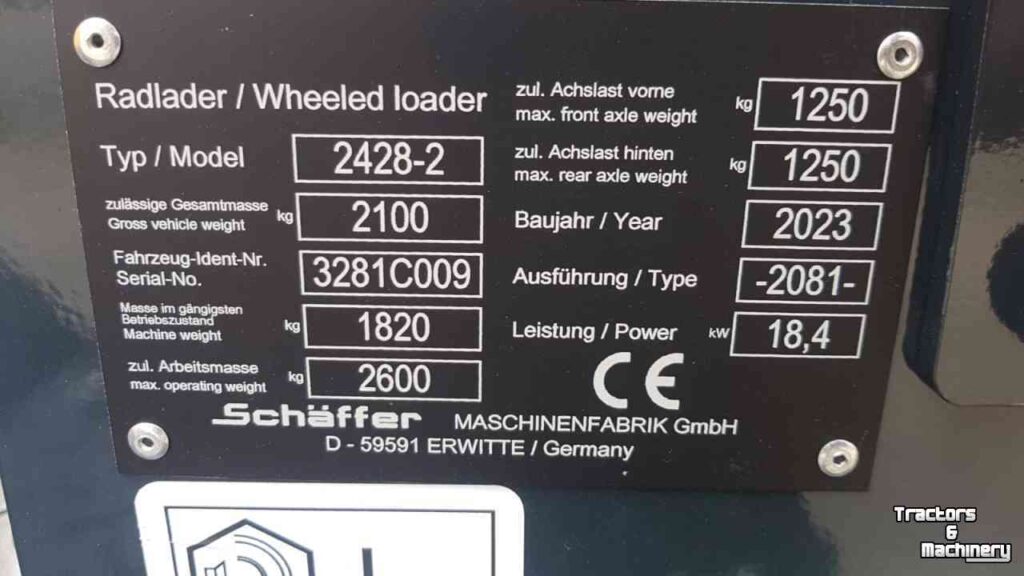 Radlader / Wheeled loader
Typ / Model 2428-2
zulässige Gesamtmasse
Gross vehicle weight kg 2100
Fahrzeug-Ident-Nr.
Serial-No. 3281C009
Masse im gängigsten
Betriebszustand
Machine weight kg 1820
zul. Arbeitsmasse
max. operating weight kg 2600
zul. Achslast vorne
max. front axle weight kg 1250
zul. Achslast hinten
max. rear axle weight kg 1250
Baujahr / Year 2023
Ausführung / Type -2081-
Leistung / Power kW 18,4
CE
Schäffer MASCHINENFABRIK GmbH
D - 59591 ERWITTE / Germany
Tractors
&
Machinery